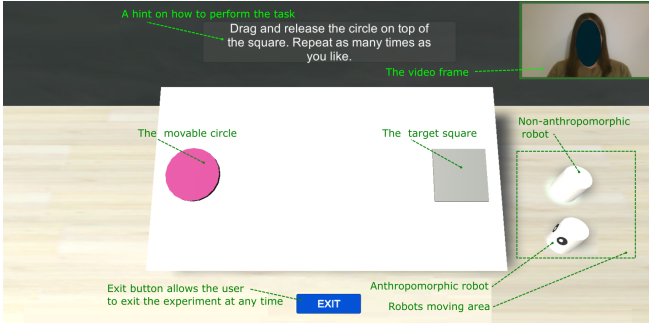 A hint on how to perform the task
Drag and release the circle on top of
the square. Repeat as many times as
you like.
The video frame
The movable circle
The target square
Non-anthropomorphic
robot
Exit button allows the user
to exit the experiment at any time
EXIT
Anthropomorphic robot
Robots moving area